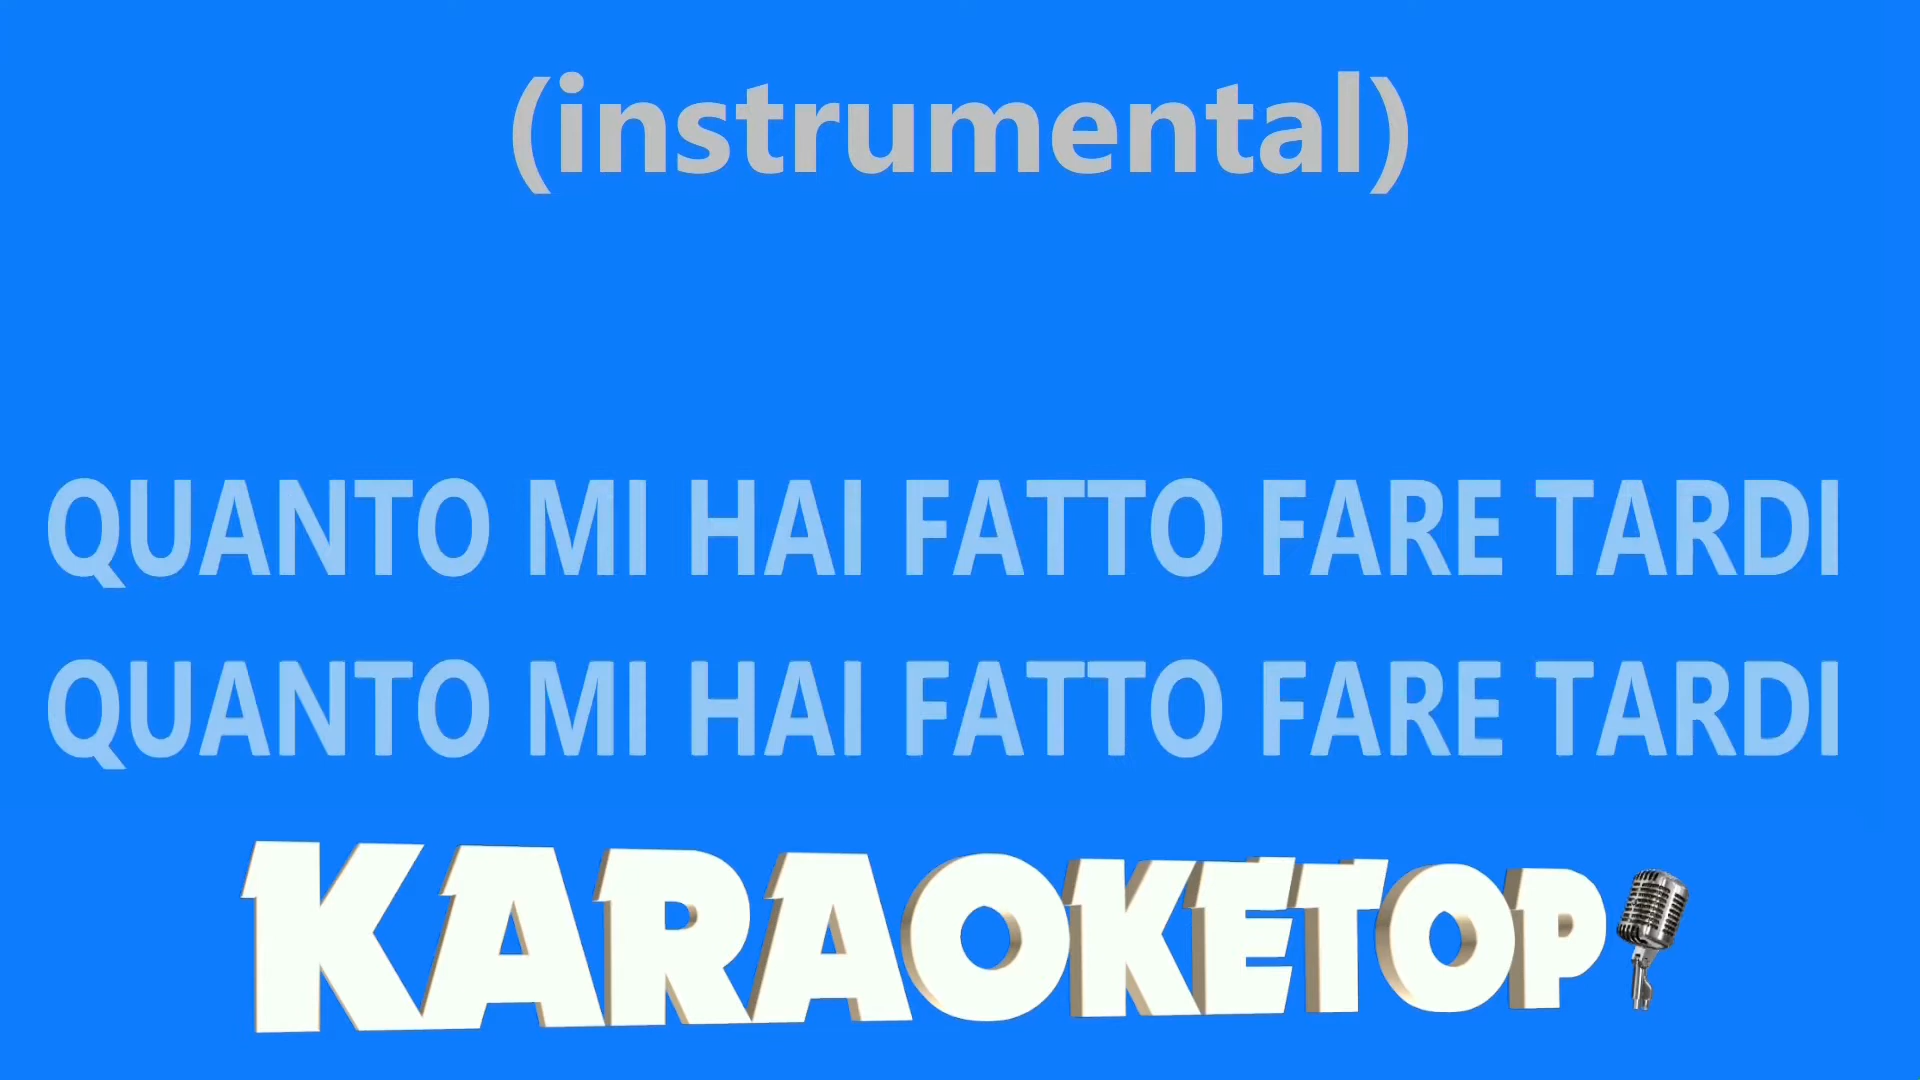 (instrumental)
QUANTO MI HAI FATTO FARE TARDI
QUANTO MI HAI FATTO FARE TARDI
KARAOKETOP